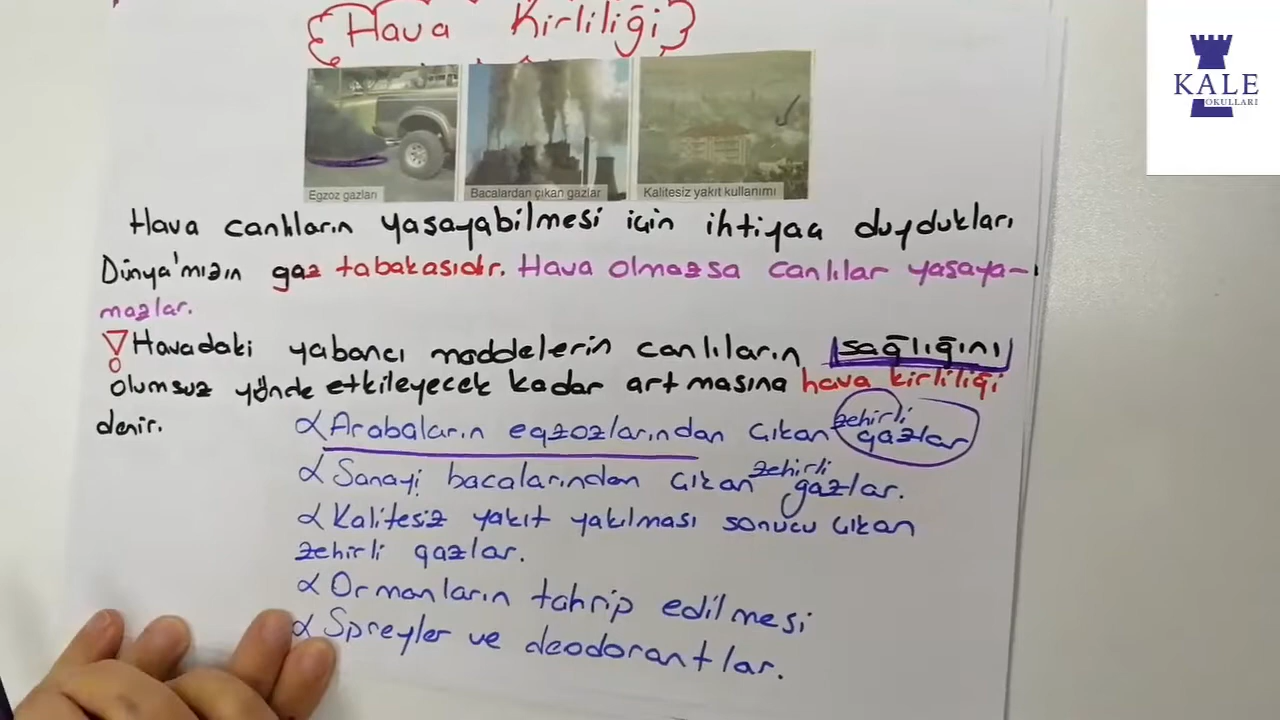 Hava Kirliliği
KALE
OKULLARI
Egzoz gazları
Bacalardan çıkan gazlar
Kalitesiz yakıt kullanımı
Hava canlıların yaşayabilmesi için ihtiyaç duydukları
Dünya'mızın gaz tabakasıdır. Hava olmazsa canlılar yaşaya-
mazlar.
Havadaki yabancı maddelerin canlıların sağlığını
olumsuz yönde etkileyecek kadar artmasına hava kirliliği
denir.
α Arabaların egzozlarından çıkan zehirli gazlar
α Sanayi bacalarından çıkan zehirli gazlar.
α Kalitesiz yakıt yakılması sonucu çıkan
zehirli gazlar.
α Ormanların tahrip edilmesi
α Spreyler ve deodorantlar.